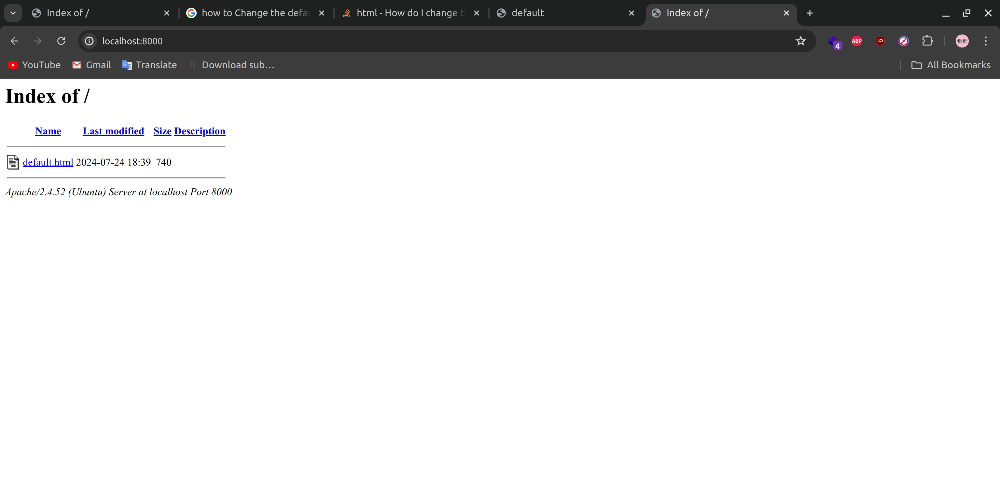 Index of /
how to Change the defau
html - How do I change t
default
Index of /
localhost:8000
4
ABP
YouTube
Gmail
Translate
Download sub...
All Bookmarks
Index of /
Name Last modified Size Description
default.html 2024-07-24 18:39 740
Apache/2.4.52 (Ubuntu) Server at localhost Port 8000